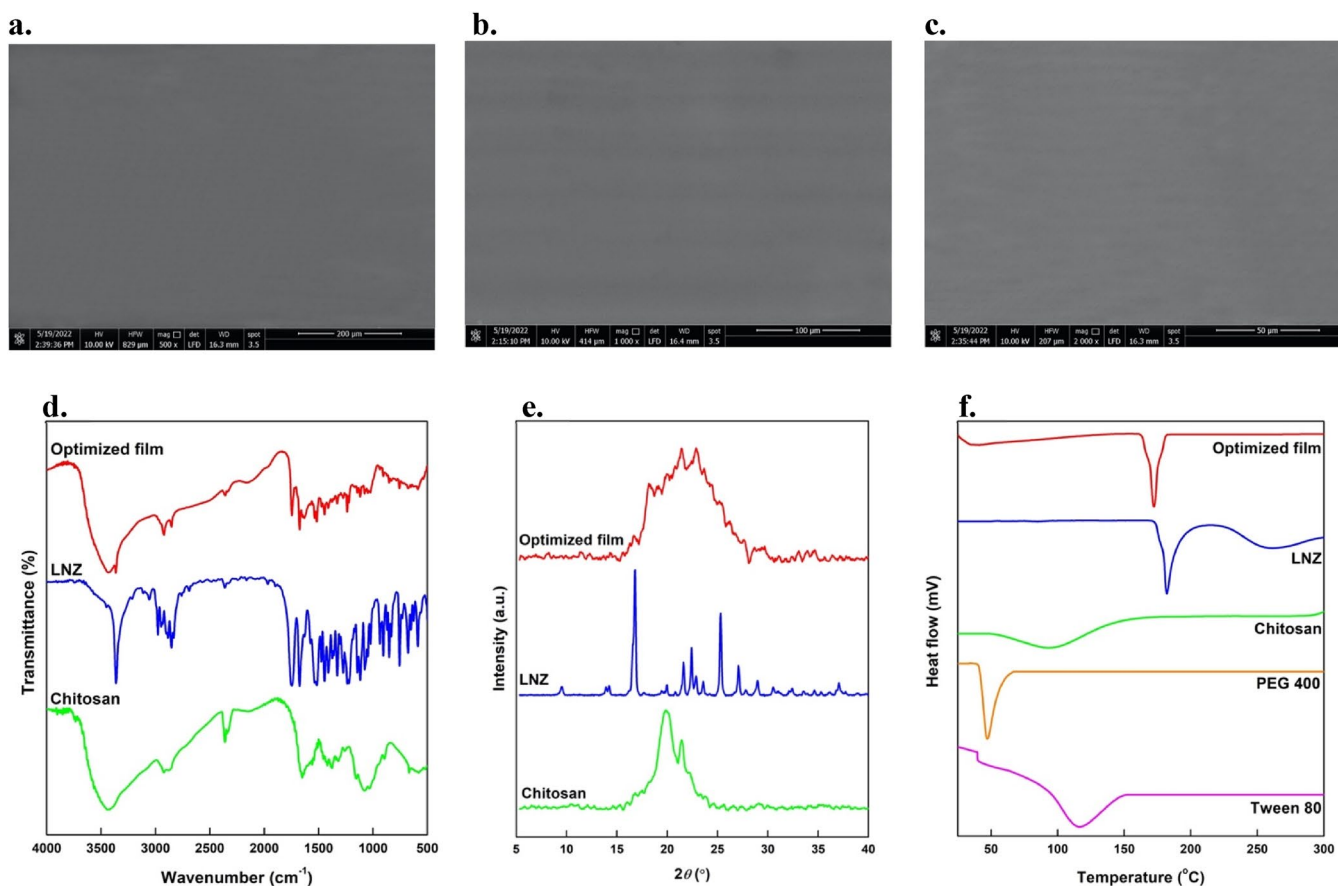 a.
b.
c.
5/19/2022 HV HFW mag □ det WD spot 200 µm
2:39:36 PM 10.00 kV 829 µm 500 x LFD 16.3 mm 3.5
5/19/2022 HV HFW mag □ det WD spot 100 µm
2:15:10 PM 10.00 kV 414 µm 1 000 x LFD 16.4 mm 3.5
5/19/2022 HV HFW mag □ det WD spot 50 µm
2:35:44 PM 10.00 kV 207 µm 2 000 x LFD 16.3 mm 3.5
d.
Optimized film
LNZ
Chitosan
Transmittance (%)
4000 3500 3000 2500 2000 1500 1000 500
Wavenumber (cm⁻¹)
e.
Optimized film
LNZ
Chitosan
Intensity (a.u.)
5 10 15 20 25 30 35 40
2θ (°)
f.
Optimized film
LNZ
Chitosan
PEG 400
Tween 80
Heat flow (mV)
50 100 150 200 250 300
Temperature (°C)